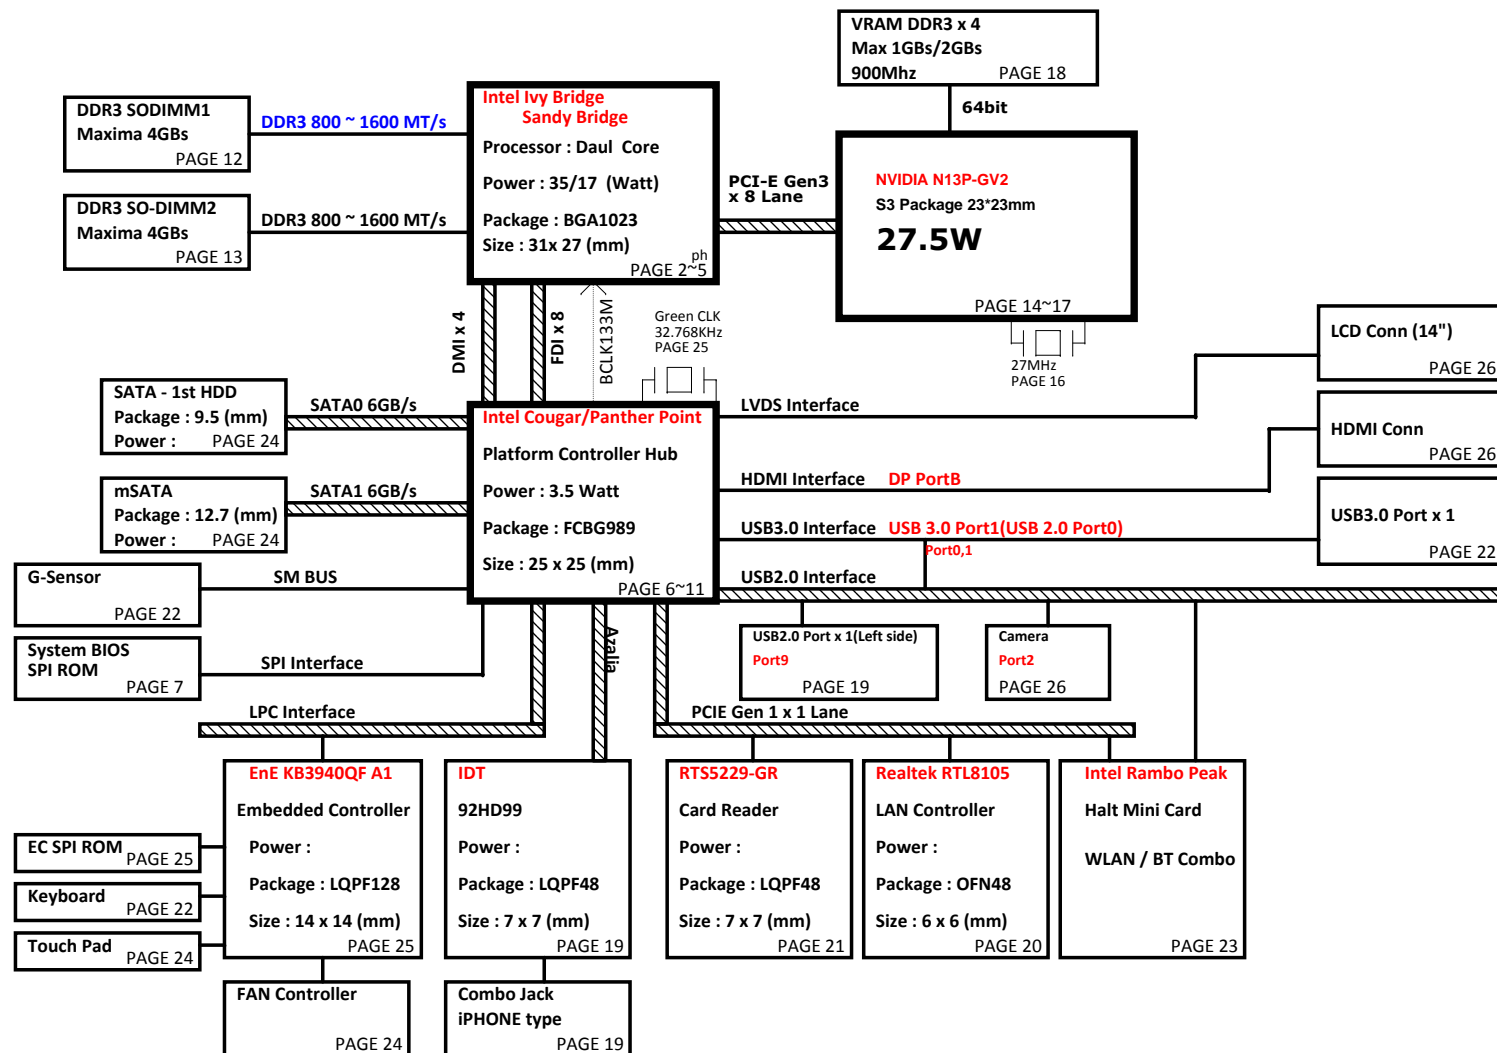 VRAM DDR3 x 4
Max 1GBs/2GBs
900Mhz PAGE 18
64bit
DDR3 SODIMM1
Maxima 4GBs
PAGE 12
DDR3 800 ~ 1600 MT/s
DDR3 SO-DIMM2
Maxima 4GBs
PAGE 13
DDR3 800 ~ 1600 MT/s
Intel Ivy Bridge
Sandy Bridge
Processor : Daul Core
Power : 35/17 (Watt)
Package : BGA1023
Size : 31x 27 (mm)
ph
PAGE 2~5
PCI-E Gen3
x 8 Lane
NVIDIA N13P-GV2
S3 Package 23*23mm
27.5W
PAGE 14~17
27MHz
PAGE 16
DMI x 4
FDI x 8
BCLK133M
Green CLK
32.768KHz
PAGE 25
LCD Conn (14")
PAGE 26
SATA - 1st HDD
Package : 9.5 (mm)
Power : PAGE 24
SATA0 6GB/s
mSATA
Package : 12.7 (mm)
Power : PAGE 24
SATA1 6GB/s
Intel Cougar/Panther Point
Platform Controller Hub
Power : 3.5 Watt
Package : FCBG989
Size : 25 x 25 (mm)
PAGE 6~11
LVDS Interface
HDMI Conn
PAGE 26
HDMI Interface DP PortB
USB3.0 Port x 1
PAGE 22
USB3.0 Interface USB 3.0 Port1(USB 2.0 Port0)
Port0,1
USB2.0 Interface
G-Sensor
PAGE 22
SM BUS
System BIOS
SPI ROM
PAGE 7
SPI Interface
Azalia
USB2.0 Port x 1(Left side)
Port9
PAGE 19
Camera
Port2
PAGE 26
LPC Interface
PCIE Gen 1 x 1 Lane
EnE KB3940QF A1
Embedded Controller
Power :
Package : LQPF128
Size : 14 x 14 (mm)
PAGE 25
IDT
92HD99
Power :
Package : LQPF48
Size : 7 x 7 (mm)
PAGE 19
RTS5229-GR
Card Reader
Power :
Package : LQPF48
Size : 7 x 7 (mm)
PAGE 21
Realtek RTL8105
LAN Controller
Power :
Package : OFN48
Size : 6 x 6 (mm)
PAGE 20
Intel Rambo Peak
Halt Mini Card
WLAN / BT Combo
PAGE 23
EC SPI ROM
PAGE 25
Keyboard
PAGE 22
Touch Pad
PAGE 24
FAN Controller
PAGE 24
Combo Jack
iPHONE type
PAGE 19